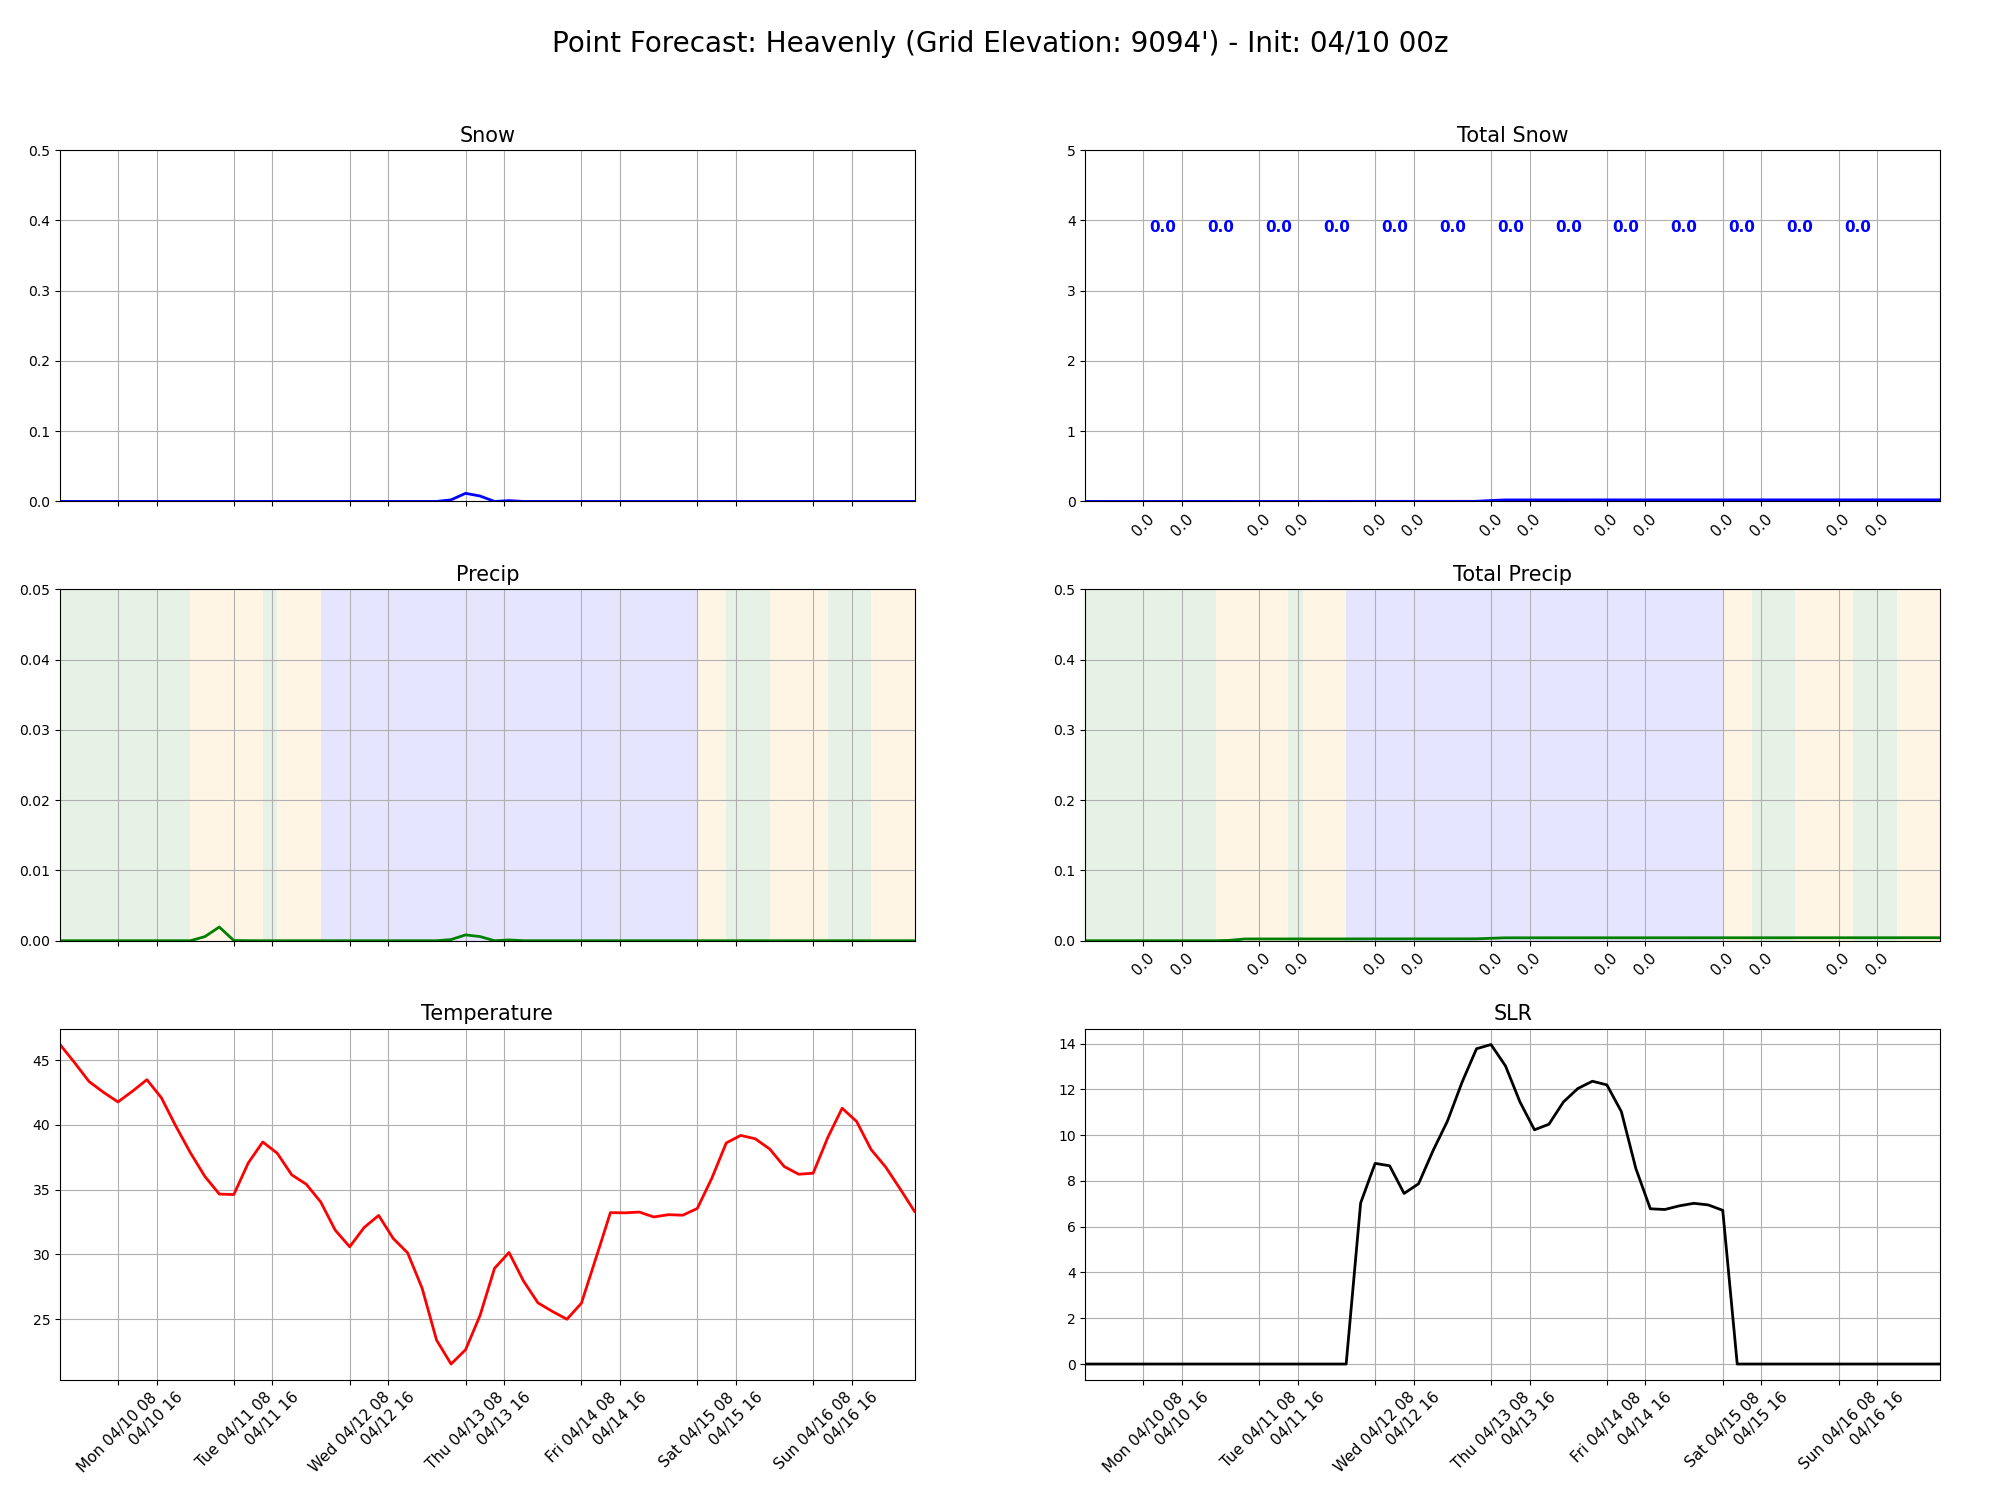 Point Forecast: Heavenly (Grid Elevation: 9094') - Init: 04/10 00z
Snow
0.5
0.4
0.3
0.2
0.1
0.0
Total Snow
5
4
3
2
1
0
0.0 0.0 0.0 0.0 0.0 0.0 0.0 0.0 0.0 0.0 0.0 0.0 0.0
0.0 0.0 0.0 0.0 0.0 0.0 0.0 0.0 0.0 0.0 0.0 0.0 0.0 0.0
Precip
0.05
0.04
0.03
0.02
0.01
0.00
Total Precip
0.5
0.4
0.3
0.2
0.1
0.0
0.0 0.0 0.0 0.0 0.0 0.0 0.0 0.0 0.0 0.0 0.0 0.0 0.0 0.0
Temperature
45
40
35
30
25
Mon 04/10 08
04/10 16
Tue 04/11 08
04/11 16
Wed 04/12 08
04/12 16
Thu 04/13 08
04/13 16
Fri 04/14 08
04/14 16
Sat 04/15 08
04/15 16
Sun 04/16 08
04/16 16
SLR
14
12
10
8
6
4
2
0
Mon 04/10 08
04/10 16
Tue 04/11 08
04/11 16
Wed 04/12 08
04/12 16
Thu 04/13 08
04/13 16
Fri 04/14 08
04/14 16
Sat 04/15 08
04/15 16
Sun 04/16 08
04/16 16